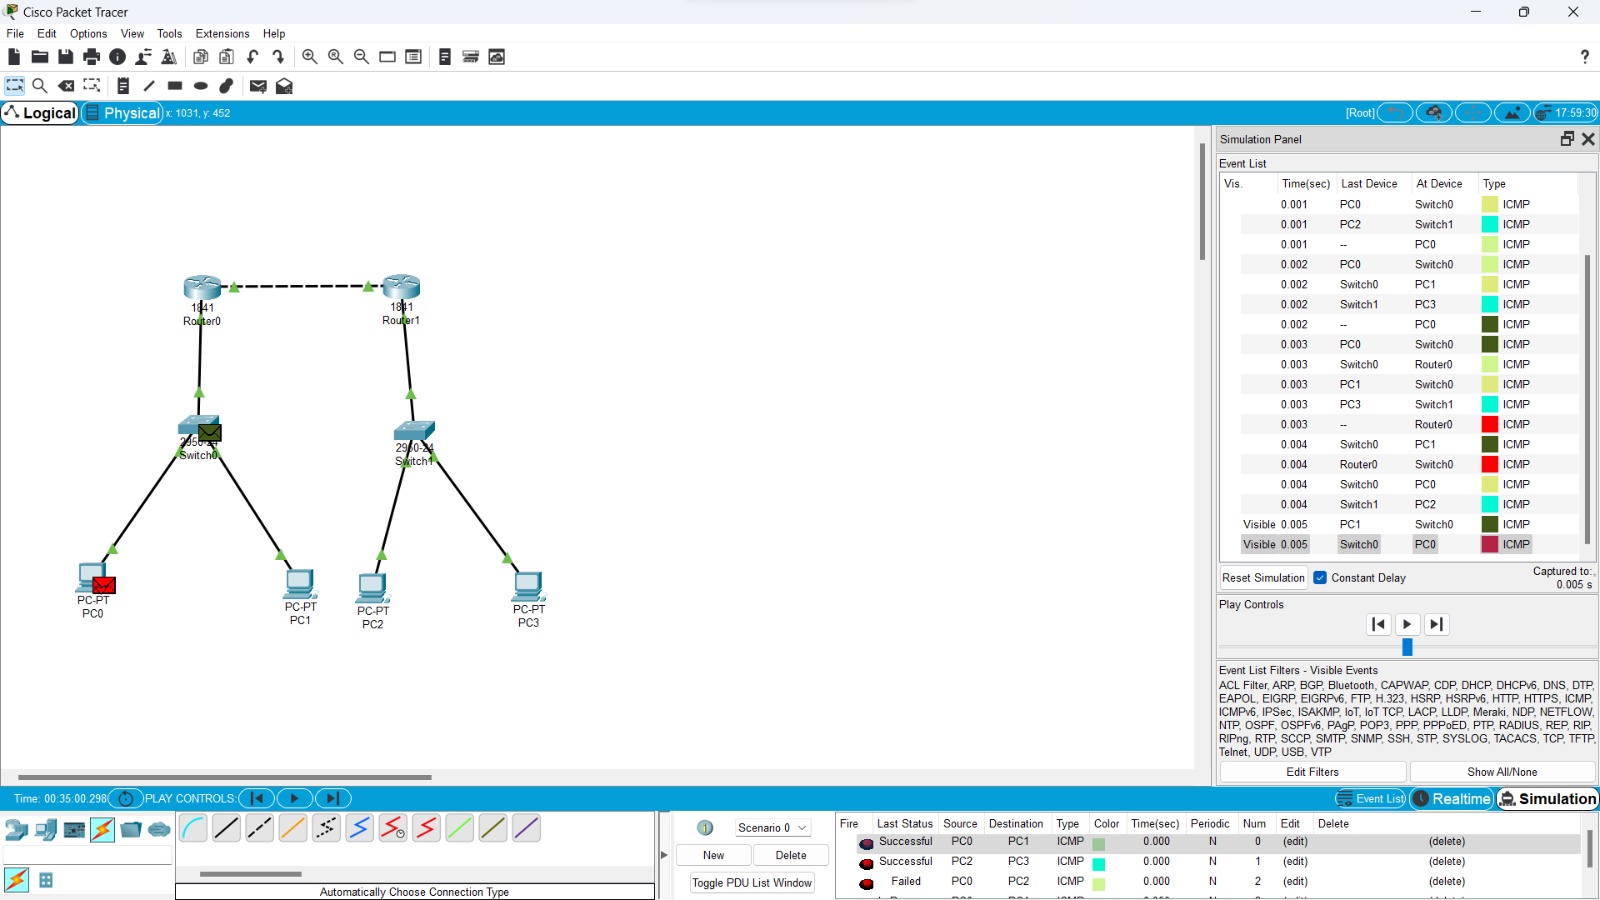 Cisco Packet Tracer
File Edit Options View Tools Extensions Help
?
Logical Physical x: 1031, y: 452 [Root] 17:59:30
Simulation Panel
Event List
Vis. Time(sec) Last Device At Device Type
0.001 PC0 Switch0 ICMP
0.001 PC2 Switch1 ICMP
0.001 -- PC0 ICMP
0.002 PC0 Switch0 ICMP
0.002 Switch0 PC1 ICMP
0.002 Switch1 PC3 ICMP
0.002 -- PC0 ICMP
0.003 PC0 Switch0 ICMP
0.003 Switch0 Router0 ICMP
0.003 PC1 Switch0 ICMP
0.003 PC3 Switch1 ICMP
0.003 -- Router0 ICMP
0.004 Switch0 PC1 ICMP
0.004 Router0 Switch0 ICMP
0.004 Switch0 PC0 ICMP
0.004 Switch1 PC2 ICMP
Visible 0.005 PC1 Switch0 ICMP
Visible 0.005 Switch0 PC0 ICMP
Reset Simulation Constant Delay Captured to:
0.005 s
Play Controls
Event List Filters - Visible Events
ACL Filter, ARP, BGP, Bluetooth, CAPWAP, CDP, DHCP, DHCPv6, DNS, DTP,
EAPOL, EIGRP, EIGRPv6, FTP, H.323, HSRP, HSRPv6, HTTP, HTTPS, ICMP,
ICMPv6, IPSec, ISAKMP, IoT, IoT TCP, LACP, LLDP, Meraki, NDP, NETFLOW,
NTP, OSPF, OSPFv6, PAgP, POP3, PPP, PPPoED, PTP, RADIUS, REP, RIP,
RIPng, RTP, SCCP, SMTP, SNMP, SSH, STP, SYSLOG, TACACS, TCP, TFTP,
Telnet, UDP, USB, VTP
Edit Filters Show All/None
1841
Router0
1841
Router1
2950-24
Switch0
2950-24
Switch1
PC-PT
PC0
PC-PT
PC1
PC-PT
PC2
PC-PT
PC3
Time: 00:35:00.298 PLAY CONTROLS: Event List Realtime Simulation
Automatically Choose Connection Type
Scenario 0
New Delete
Toggle PDU List Window
Fire Last Status Source Destination Type Color Time(sec) Periodic Num Edit Delete
Successful PC0 PC1 ICMP 0.000 N 0 (edit) (delete)
Successful PC2 PC3 ICMP 0.000 N 1 (edit) (delete)
Failed PC0 PC2 ICMP 0.000 N 2 (edit) (delete)